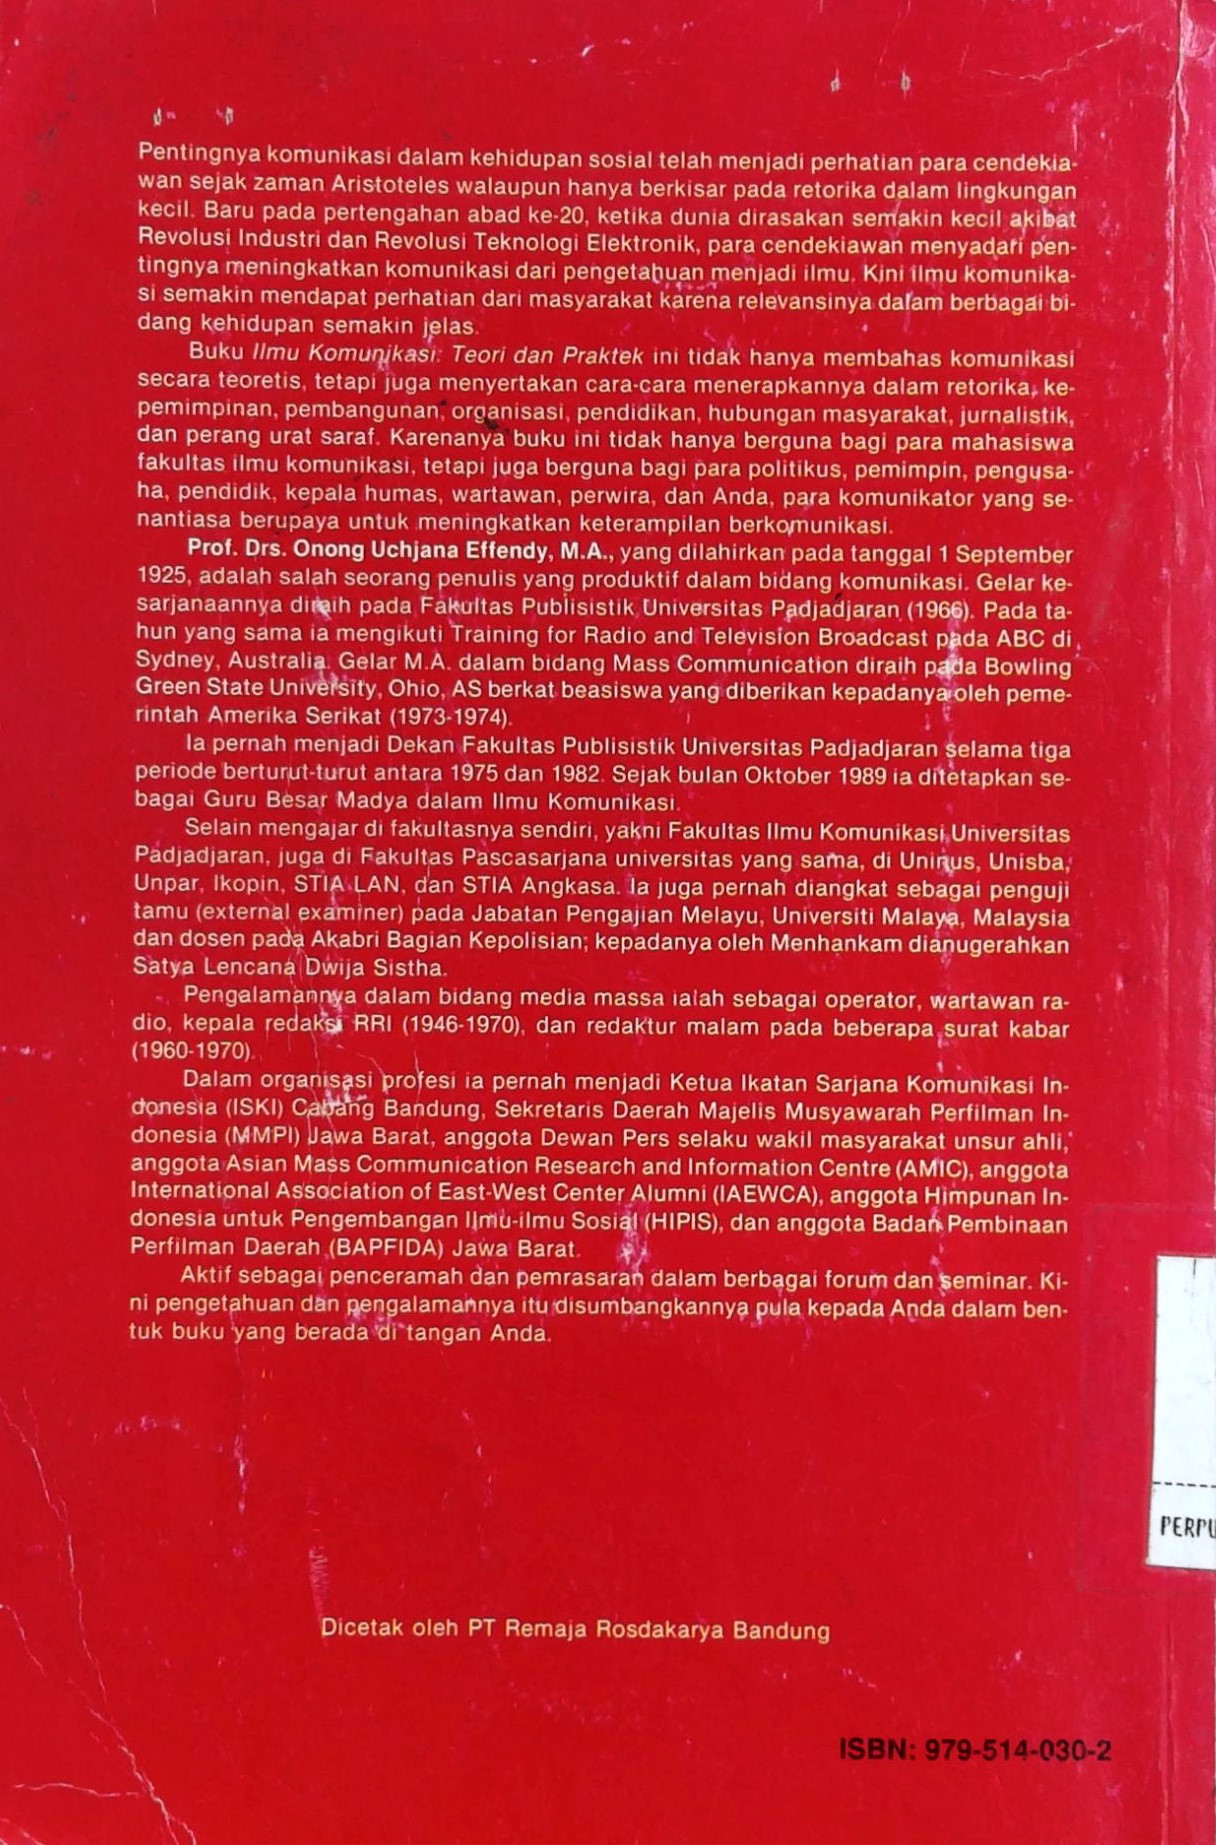 Pentingnya komunikasi dalam kehidupan sosial telah menjadi perhatian para cendekia-
wan sejak zaman Aristoteles walaupun hanya berkisar pada retorika dalam lingkungan
kecil. Baru pada pertengahan abad ke-20, ketika dunia dirasakan semakin kecil akibat
Revolusi Industri dan Revolusi Teknologi Elektronik, para cendekiawan menyadari pen-
tingnya meningkatkan komunikasi dari pengetahuan menjadi ilmu. Kini ilmu komunika-
si semakin mendapat perhatian dari masyarakat karena relevansinya dalam berbagai bi-
dang kehidupan semakin jelas.
Buku Ilmu Komunikasi: Teori dan Praktek ini tidak hanya membahas komunikasi
secara teoretis, tetapi juga menyertakan cara-cara menerapkannya dalam retorika, ke-
pemimpinan, pembangunan, organisasi, pendidikan, hubungan masyarakat, jurnalistik,
dan perang urat saraf. Karenanya buku ini tidak hanya berguna bagi para mahasiswa
fakultas ilmu komunikasi, tetapi juga berguna bagi para politikus, pemimpin, pengusa-
ha, pendidik, kepala humas, wartawan, perwira, dan Anda, para komunikator yang se-
nantiasa berupaya untuk meningkatkan keterampilan berkomunikasi.
Prof. Drs. Onong Uchjana Effendy, M.A., yang dilahirkan pada tanggal 1 September
1925, adalah salah seorang penulis yang produktif dalam bidang komunikasi. Gelar ke-
sarjanaannya diraih pada Fakultas Publisistik Universitas Padjadjaran (1966). Pada ta-
hun yang sama ia mengikuti Training for Radio and Television Broadcast pada ABC di
Sydney, Australia. Gelar M.A. dalam bidang Mass Communication diraih pada Bowling
Green State University, Ohio, AS berkat beasiswa yang diberikan kepadanya oleh peme-
rintah Amerika Serikat (1973-1974).
Ia pernah menjadi Dekan Fakultas Publisistik Universitas Padjadjaran selama tiga
periode berturut-turut antara 1975 dan 1982. Sejak bulan Oktober 1989 ia ditetapkan se-
bagai Guru Besar Madya dalam Ilmu Komunikasi.
Selain mengajar di fakultasnya sendiri, yakni Fakultas Ilmu Komunikasi Universitas
Padjadjaran, juga di Fakultas Pascasarjana universitas yang sama, di Uninus, Unisba,
Unpar, Ikopin, STIA LAN, dan STIA Angkasa. Ia juga pernah diangkat sebagai penguji
tamu (external examiner) pada Jabatan Pengajian Melayu, Universiti Malaya, Malaysia
dan dosen pada Akabri Bagian Kepolisian; kepadanya oleh Menhankam dianugerahkan
Satya Lencana Dwija Sistha.
Pengalamannya dalam bidang media massa ialah sebagai operator, wartawan ra-
dio, kepala redaksi RRI (1946-1970), dan redaktur malam pada beberapa surat kabar
(1960-1970).
Dalam organisasi profesi ia pernah menjadi Ketua Ikatan Sarjana Komunikasi In-
donesia (ISKI) Cabang Bandung, Sekretaris Daerah Majelis Musyawarah Perfilman In-
donesia (MMPI) Jawa Barat, anggota Dewan Pers selaku wakil masyarakat unsur ahli,
anggota Asian Mass Communication Research and Information Centre (AMIC), anggota
International Association of East-West Center Alumni (IAEWCA), anggota Himpunan In-
donesia untuk Pengembangan Ilmu-ilmu Sosial (HIPIS), dan anggota Badan Pembinaan
Perfilman Daerah (BAPFIDA) Jawa Barat.
Aktif sebagai penceramah dan pemrasaran dalam berbagai forum dan seminar. Ki-
ni pengetahuan dan pengalamannya itu disumbangkannya pula kepada Anda dalam ben-
tuk buku yang berada di tangan Anda.
PERPU
Dicetak oleh PT Remaja Rosdakarya Bandung
ISBN: 979-514-030-2